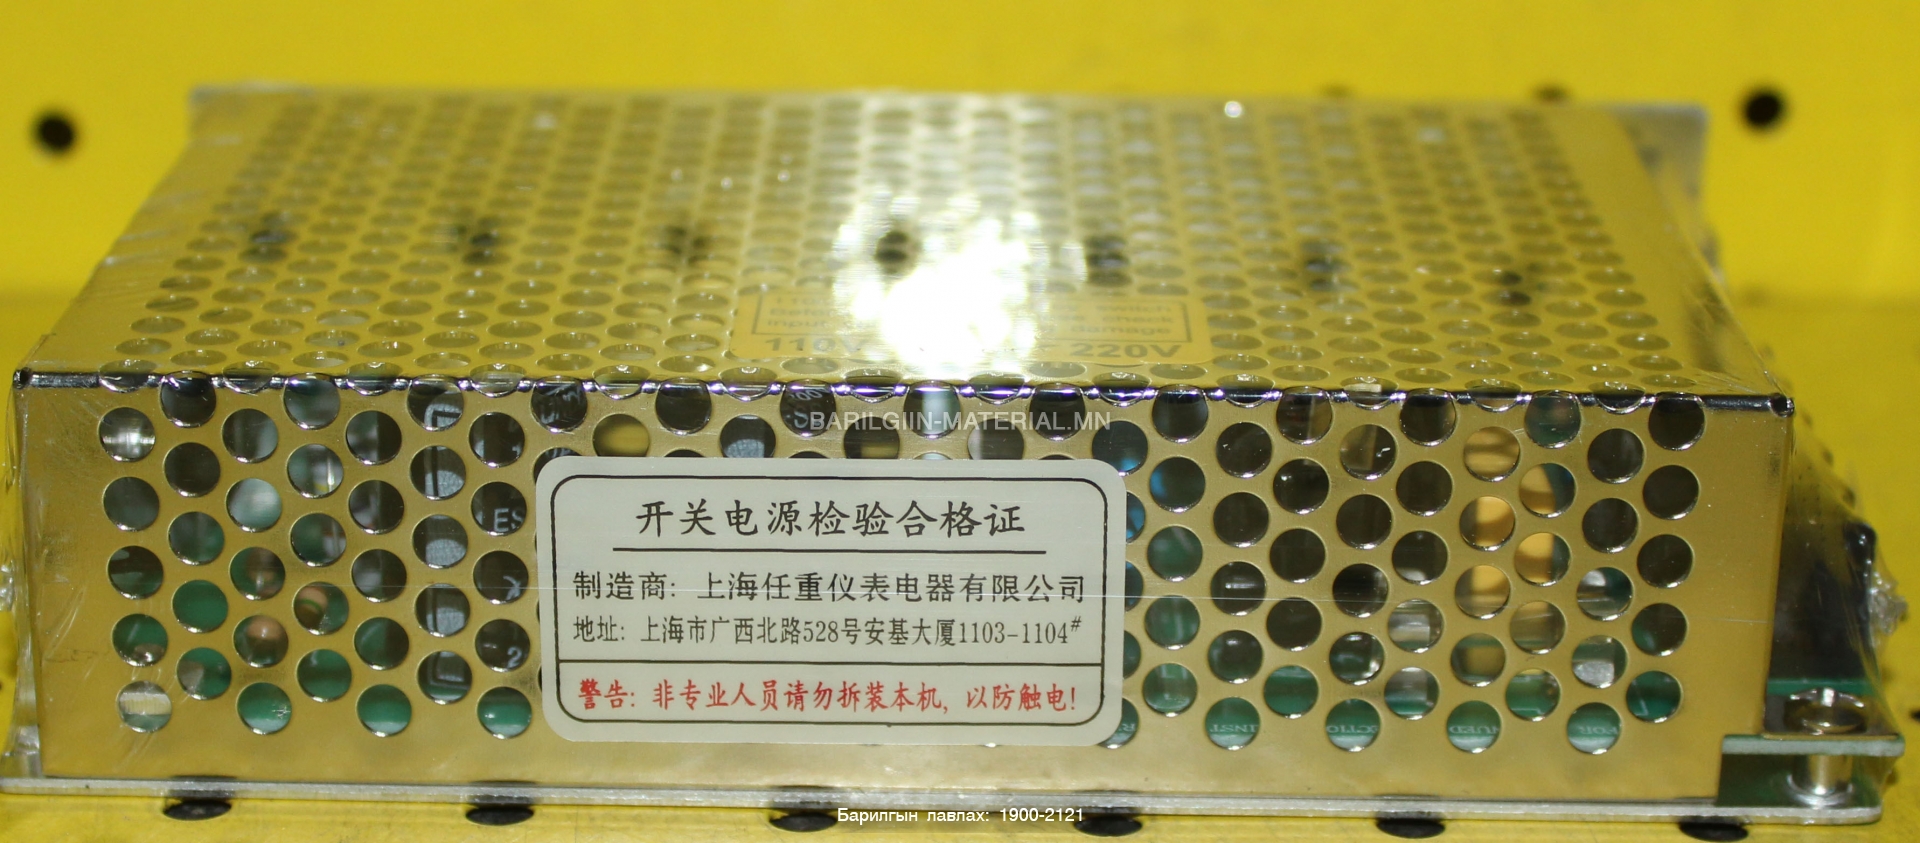 switch
damage
110V
220V
BARILGIIN-MATERIAL.MN
ES
开关电源检验合格证
制造商: 上海任重仪表电器有限公司
地址: 上海市广西北路528号安基大厦1103-1104#
警告: 非专业人员请勿拆装本机, 以防触电!
Барилгын лавлах: 1900-2121